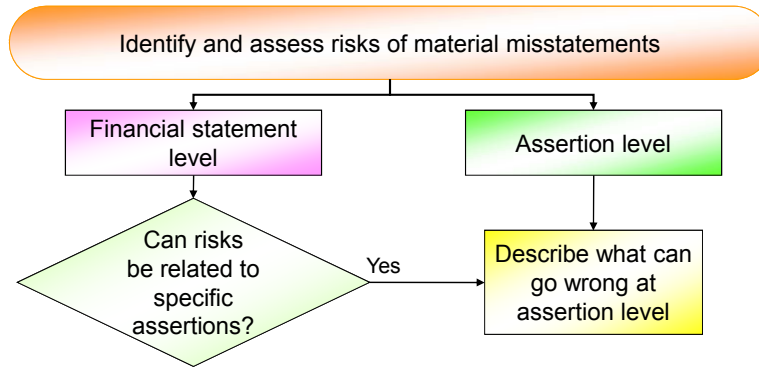 Identify and assess risks of material misstatements
Financial statement
level
Assertion level
Can risks
be related to
specific
assertions?
Yes
Describe what can
go wrong at
assertion level